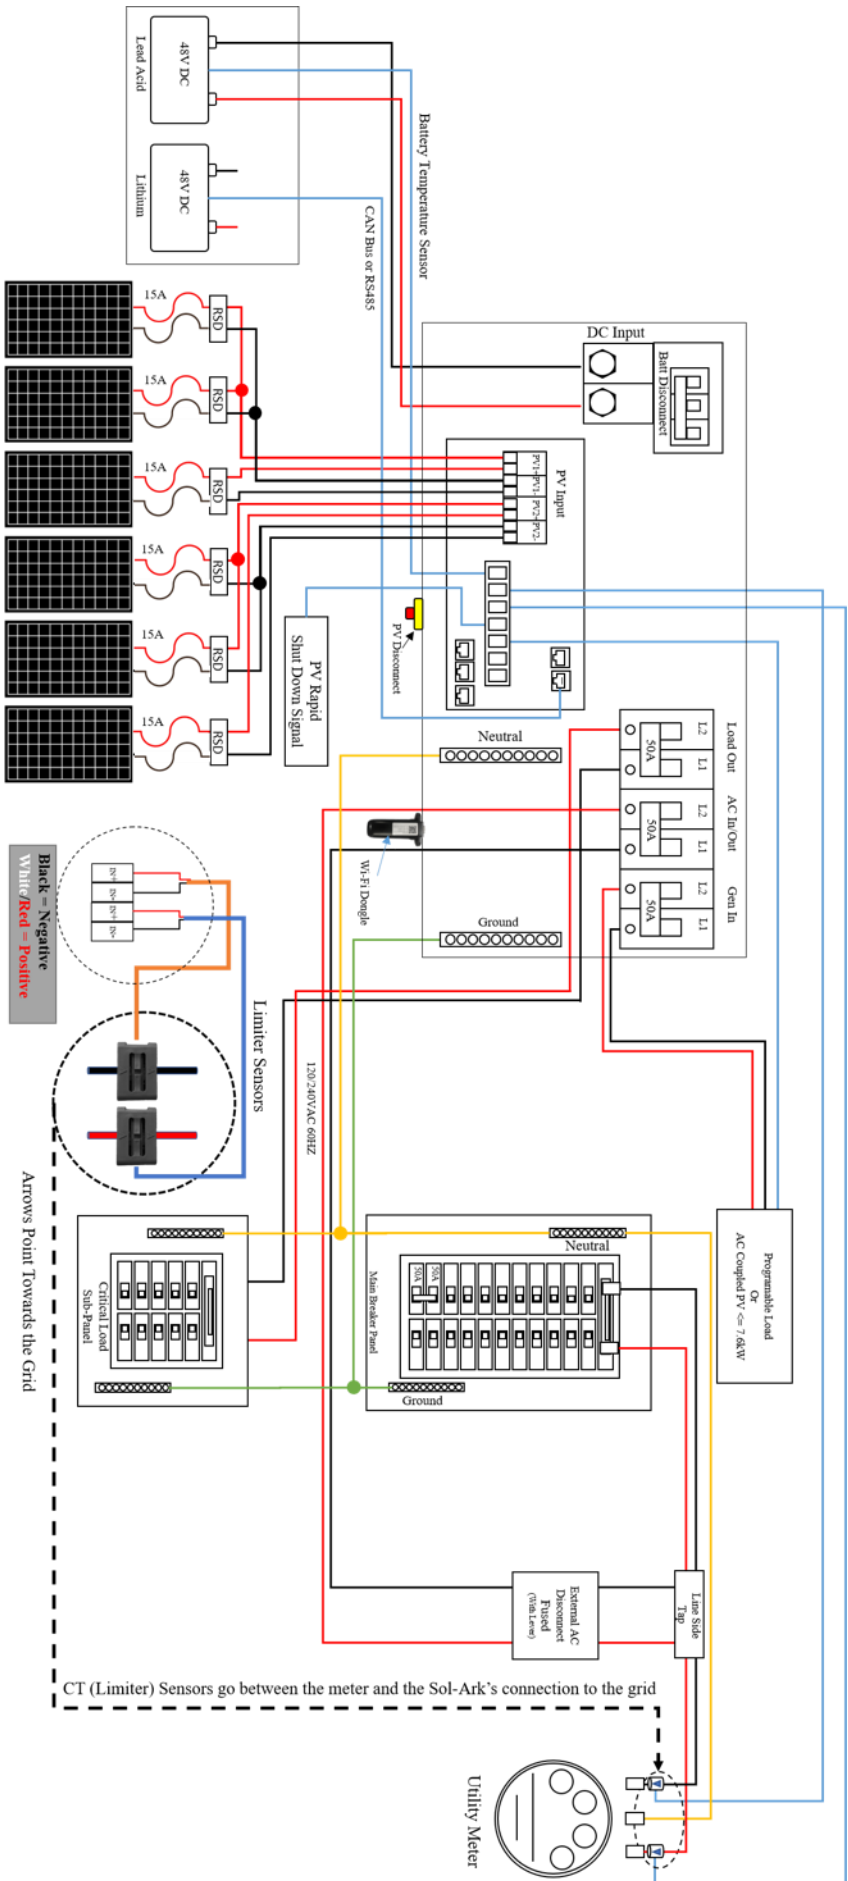 48V DC
Lead Acid
48V DC
Lithium
Battery Temperature Sensor
CAN Bus or RS485
DC Input
Batt Disconnect
15A
RSD
15A
RSD
15A
RSD
15A
RSD
15A
RSD
15A
RSD
PV Input
PV1+
PV1-
PV2+
PV2-
PV Disconnect
PV Rapid
Shut Down Signal
Load Out
L2
L1
50A
AC In/Out
L2
L1
50A
Gen In
L2
L1
50A
Neutral
Wi-Fi Dongle
Ground
IN+
IN-
IN+
IN-
Black = Negative
White/Red = Positive
Limiter Sensors
120/240VAC 60HZ
Arrows Point Towards the Grid
Critical Load
Sub-Panel
Neutral
Main Breaker Panel
50A
50A
Ground
Programable Load
Or
AC Coupled PV <= 7.6kW
External AC
Disconnect
Fused
(With Lever)
Line Side
Tap
CT (Limiter) Sensors go between the meter and the Sol-Ark's connection to the grid
Utility Meter